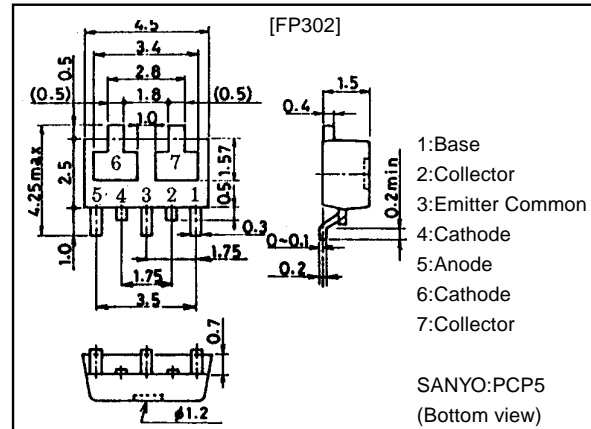 [FP302]
4.5
3.4
2.8
(0.5) 1.8 (0.5)
1.0
0.5
4.25max
2.5
1.0
6 7
1.57
5 4 3 2 1
0.5
0.3
1.75
1.75
3.5
1.5
0.4
0.2min
0~0.1
0.2
0.7
φ1.2
1:Base
2:Collector
3:Emitter Common
4:Cathode
5:Anode
6:Cathode
7:Collector
SANYO:PCP5
(Bottom view)